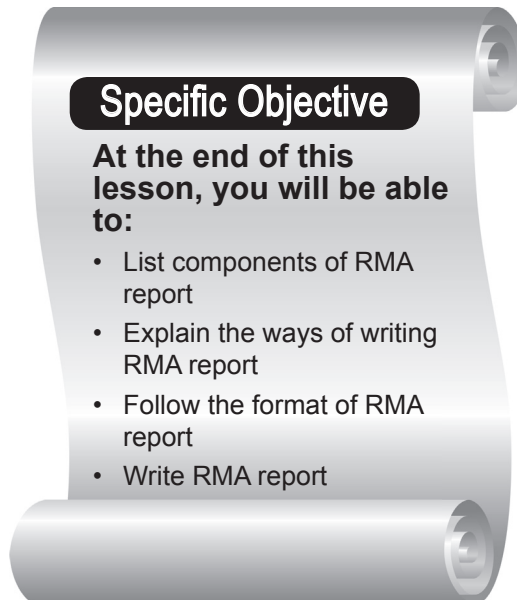 Specific Objective
At the end of this
lesson, you will be able
to:
• List components of RMA
report
• Explain the ways of writing
RMA report
• Follow the format of RMA
report
• Write RMA report